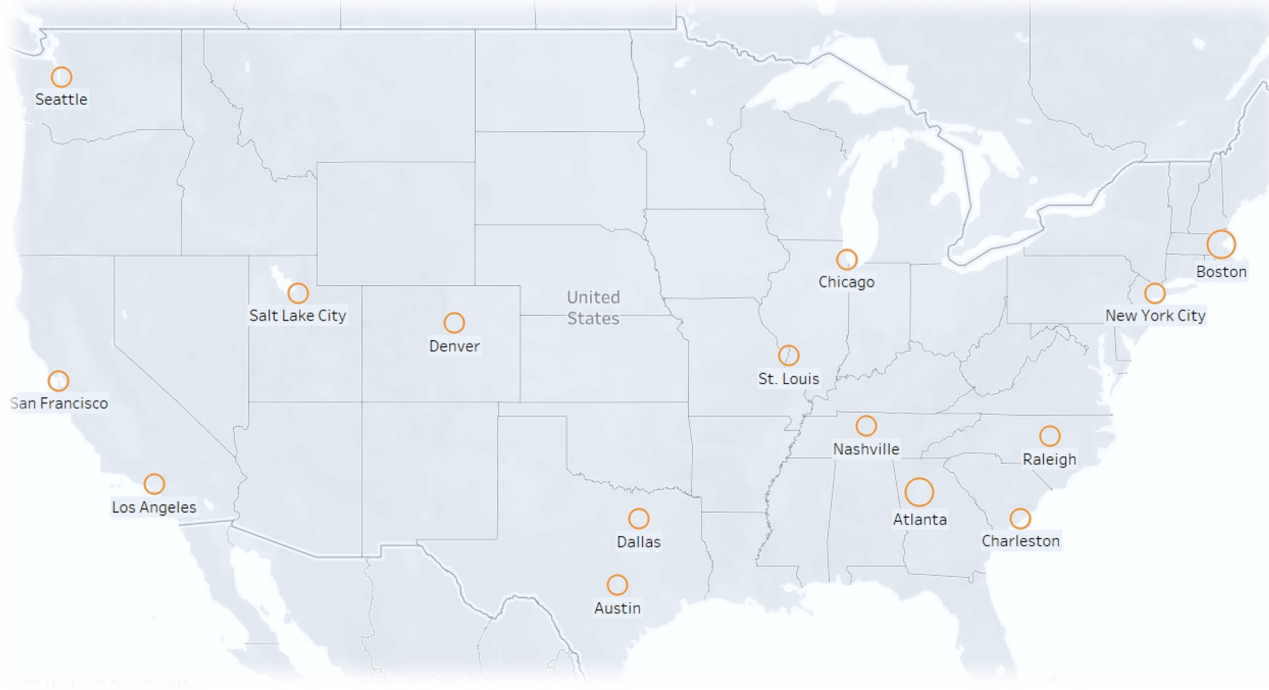 Seattle
Boston
Chicago
Salt Lake City
United
States
New York City
Denver
St. Louis
San Francisco
Nashville
Raleigh
Los Angeles
Atlanta
Dallas
Charleston
Austin